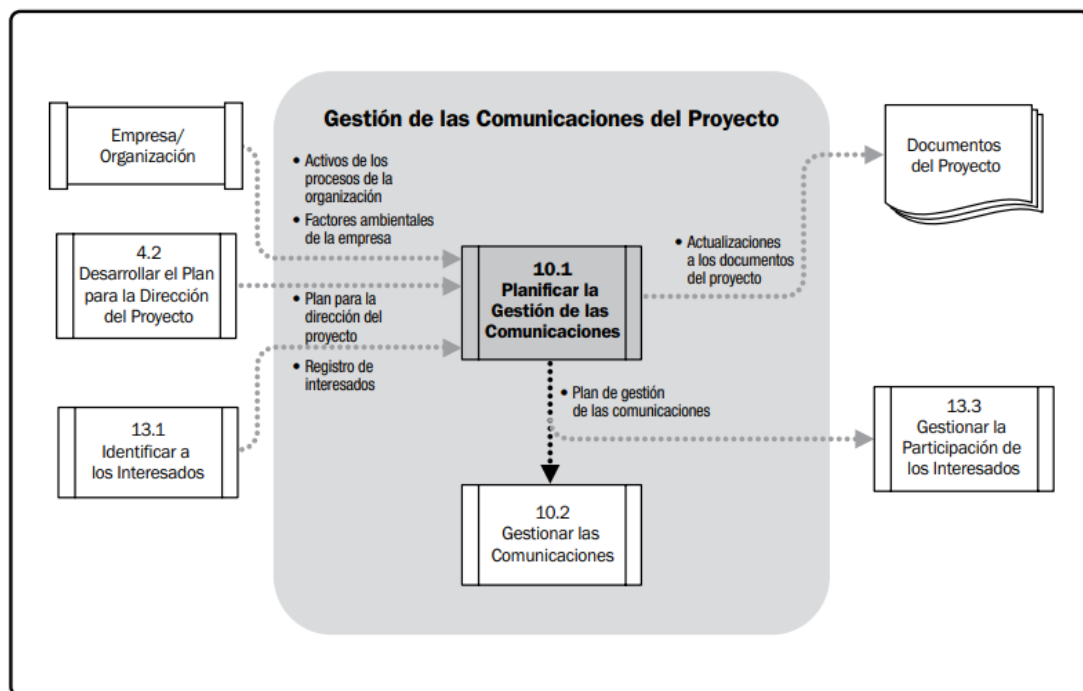 Gestión de las Comunicaciones del Proyecto
Empresa/
Organización
• Activos de los
procesos de la
organización
• Factores ambientales
de la empresa
Documentos
del Proyecto
4.2
Desarrollar el Plan
para la Dirección
del Proyecto
• Plan para la
dirección del
proyecto
• Registro de
interesados
10.1
Planificar la
Gestión de las
Comunicaciones
• Actualizaciones
a los documentos
del proyecto
13.1
Identificar a
los Interesados
• Plan de gestión
de las comunicaciones
13.3
Gestionar la
Participación de
los Interesados
10.2
Gestionar las
Comunicaciones